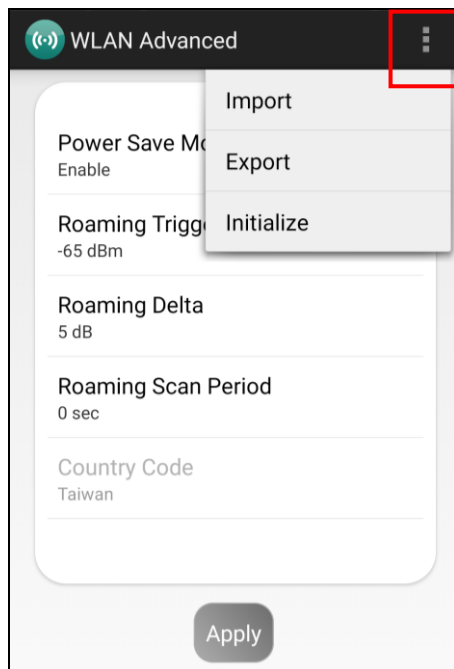 WLAN Advanced
Import
Export
Initialize
Power Save Mo
Enable
Roaming Trigge
-65 dBm
Roaming Delta
5 dB
Roaming Scan Period
0 sec
Country Code
Taiwan
Apply